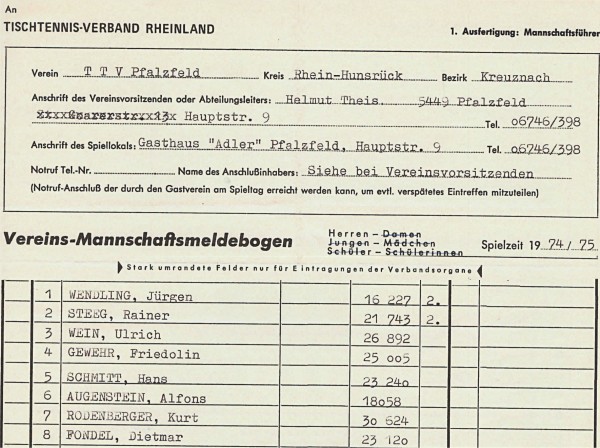 An
TISCHTENNIS-VERBAND RHEINLAND
1. Ausfertigung: Mannschaftsführer
Verein T T V Pfalzfeld Kreis Rhein-Hunsrück Bezirk Kreuznach
Anschrift des Vereinsvorsitzenden oder Abteilungsleiters: Helmut Theis. 5449 Pfalzfeld
Hauptstr. 9 Tel. 06746/398
Anschrift des Spiellokals: Gasthaus "Adler" Pfalzfeld, Hauptstr. 9 Tel. 06746/398
Notruf Tel.-Nr. Name des Anschlußinhabers: Siehe bei Vereinsvorsitzenden
(Notruf-Anschluß der durch den Gastverein am Spieltag erreicht werden kann, um evtl. verspätetes Eintreffen mitzuteilen)
Vereins-Mannschaftsmeldebogen
Herren - Damen
Jungen - Mädchen
Schüler - Schülerinnen
Spielzeit 19 74/75
Stark umrandete Felder nur für Eintragungen der Verbandsorgane
1 WENDLING, Jürgen 16 227 2.
2 STEEG, Rainer 21 743 2.
3 WEIN, Ulrich 26 892
4 GEWEHR, Friedolin 25 005
5 SCHMITT, Hans 23 240
6 AUGENSTEIN, Alfons 18058
7 RODENBERGER, Kurt 30 624
8 FONDEL, Dietmar 23 120